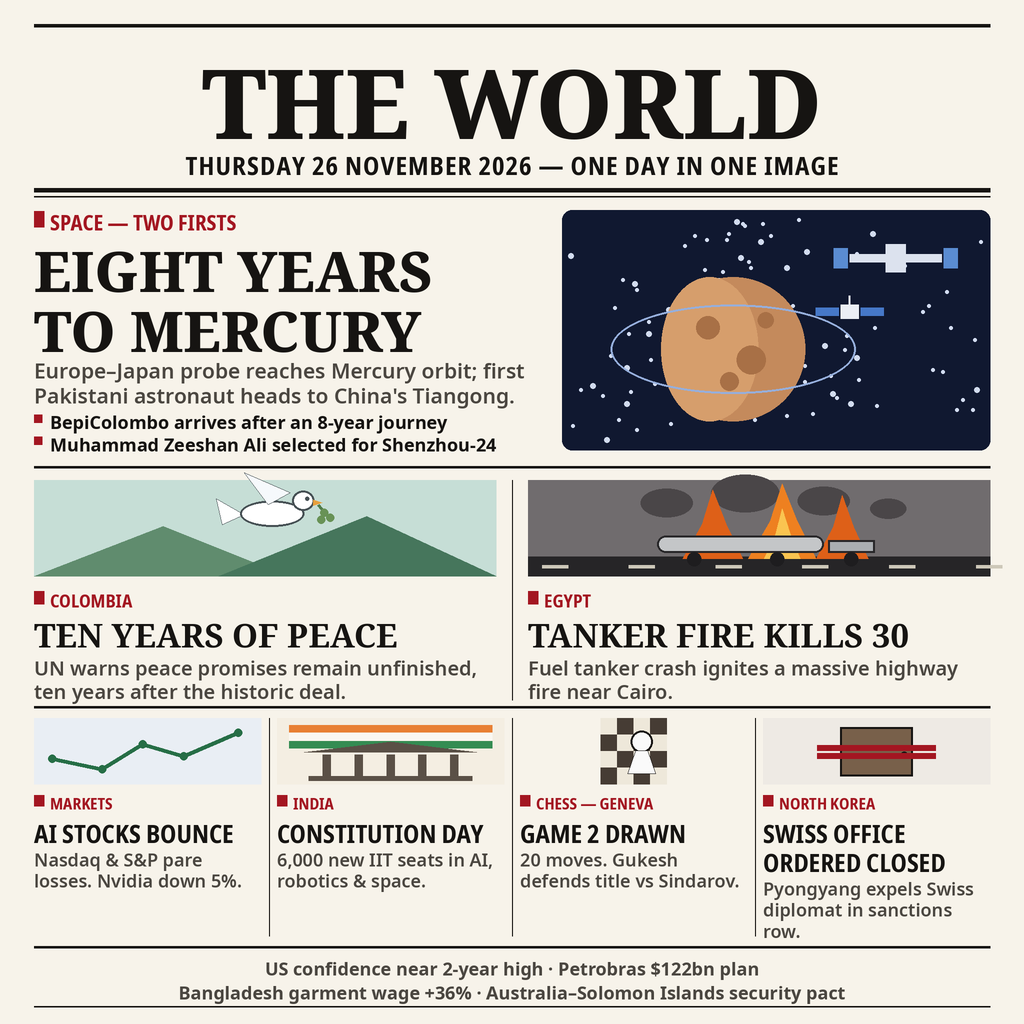 THE WORLD
THURSDAY 26 NOVEMBER 2026 — ONE DAY IN ONE IMAGE
SPACE — TWO FIRSTS
EIGHT YEARS
TO MERCURY
Europe–Japan probe reaches Mercury orbit; first
Pakistani astronaut heads to China's Tiangong.
BepiColombo arrives after an 8-year journey
Muhammad Zeeshan Ali selected for Shenzhou-24
COLOMBIA
TEN YEARS OF PEACE
UN warns peace promises remain unfinished,
ten years after the historic deal.
EGYPT
TANKER FIRE KILLS 30
Fuel tanker crash ignites a massive highway
fire near Cairo.
MARKETS
AI STOCKS BOUNCE
Nasdaq & S&P pare
losses. Nvidia down 5%.
INDIA
CONSTITUTION DAY
6,000 new IIT seats in AI,
robotics & space.
CHESS — GENEVA
GAME 2 DRAWN
20 moves. Gukesh
defends title vs Sindarov.
NORTH KOREA
SWISS OFFICE
ORDERED CLOSED
Pyongyang expels Swiss
diplomat in sanctions
row.
US confidence near 2-year high · Petrobras $122bn plan
Bangladesh garment wage +36% · Australia–Solomon Islands security pact